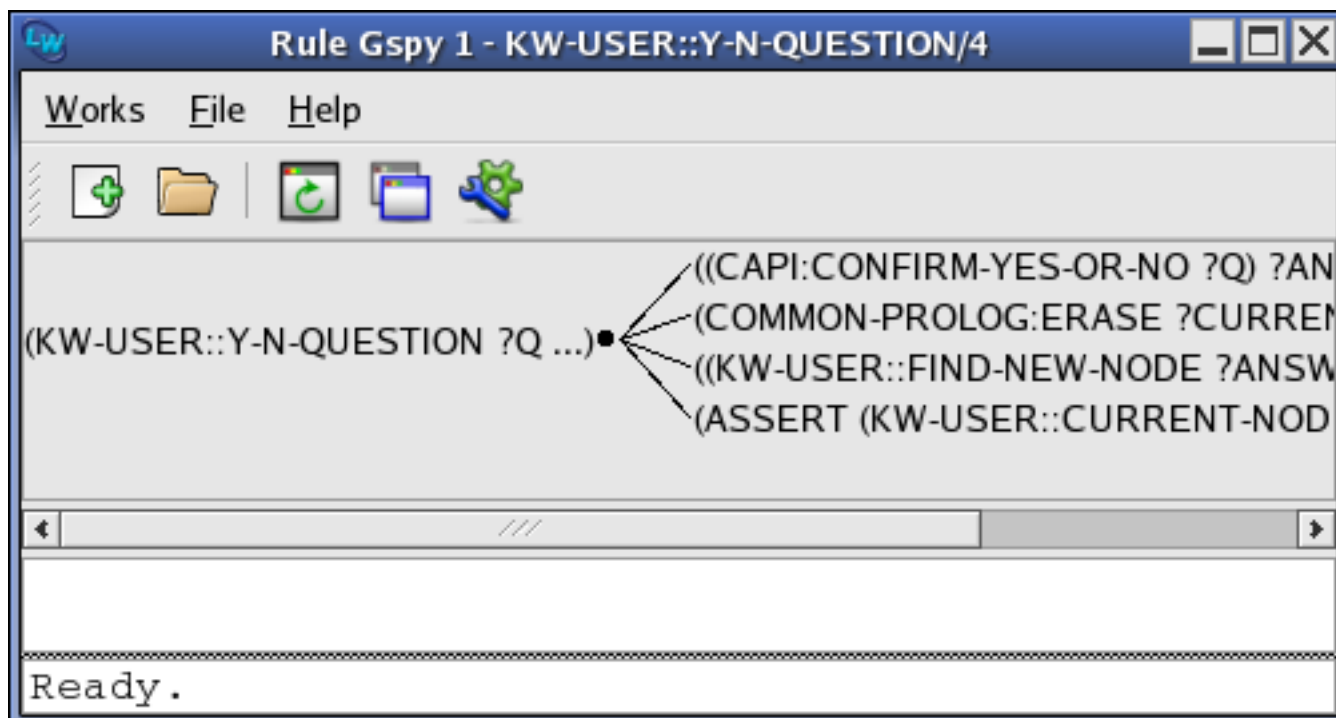 LW
Rule Gspy 1 - KW-USER::Y-N-QUESTION/4
Works File Help
((CAPI:CONFIRM-YES-OR-NO ?Q) ?AN
(COMMON-PROLOG:ERASE ?CURREN
(KW-USER::Y-N-QUESTION ?Q ...)
((KW-USER::FIND-NEW-NODE ?ANSW
(ASSERT (KW-USER::CURRENT-NOD
Ready.